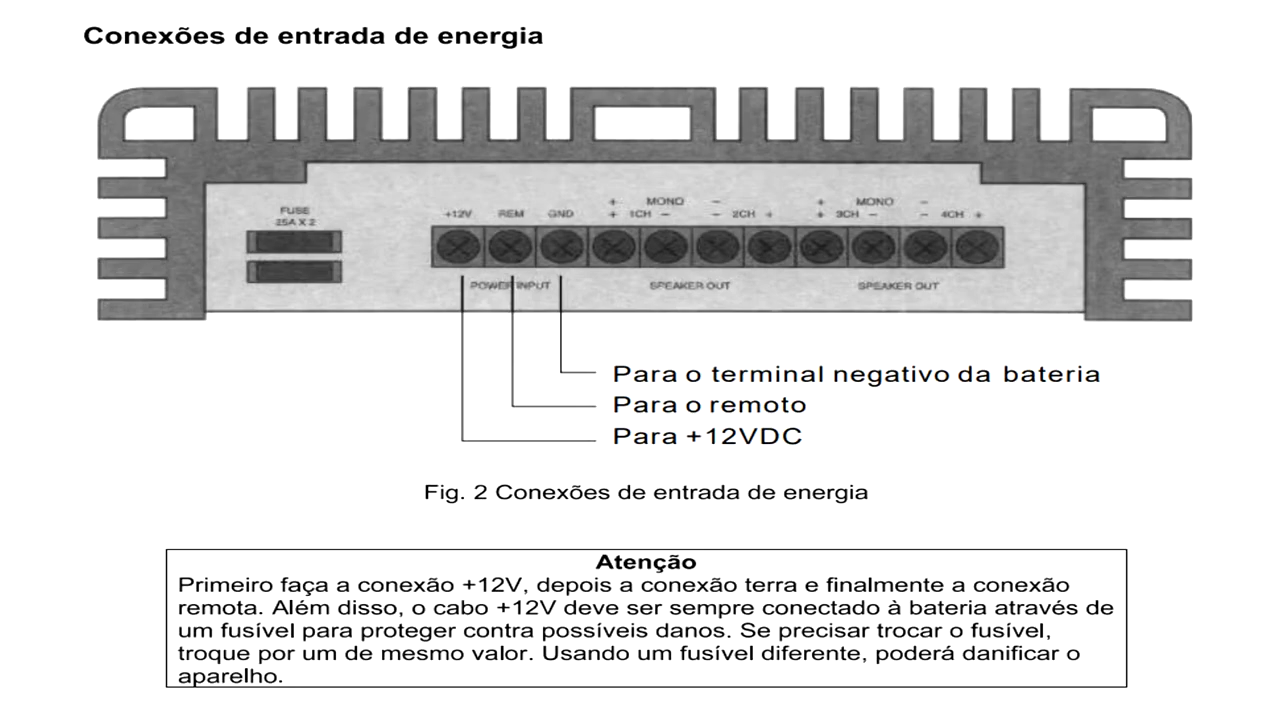 Conexões de entrada de energia
FUSE
25A X 2
+12V REM GND
+ MONO −
+ 1CH − − 2CH +
+ MONO −
+ 3CH − − 4CH +
POWER INPUT
SPEAKER OUT
SPEAKER OUT
Para o terminal negativo da bateria
Para o remoto
Para +12VDC
Fig. 2 Conexões de entrada de energia
Atenção
Primeiro faça a conexão +12V, depois a conexão terra e finalmente a conexão
remota. Além disso, o cabo +12V deve ser sempre conectado à bateria através de
um fusível para proteger contra possíveis danos. Se precisar trocar o fusível,
troque por um de mesmo valor. Usando um fusível diferente, poderá danificar o
aparelho.